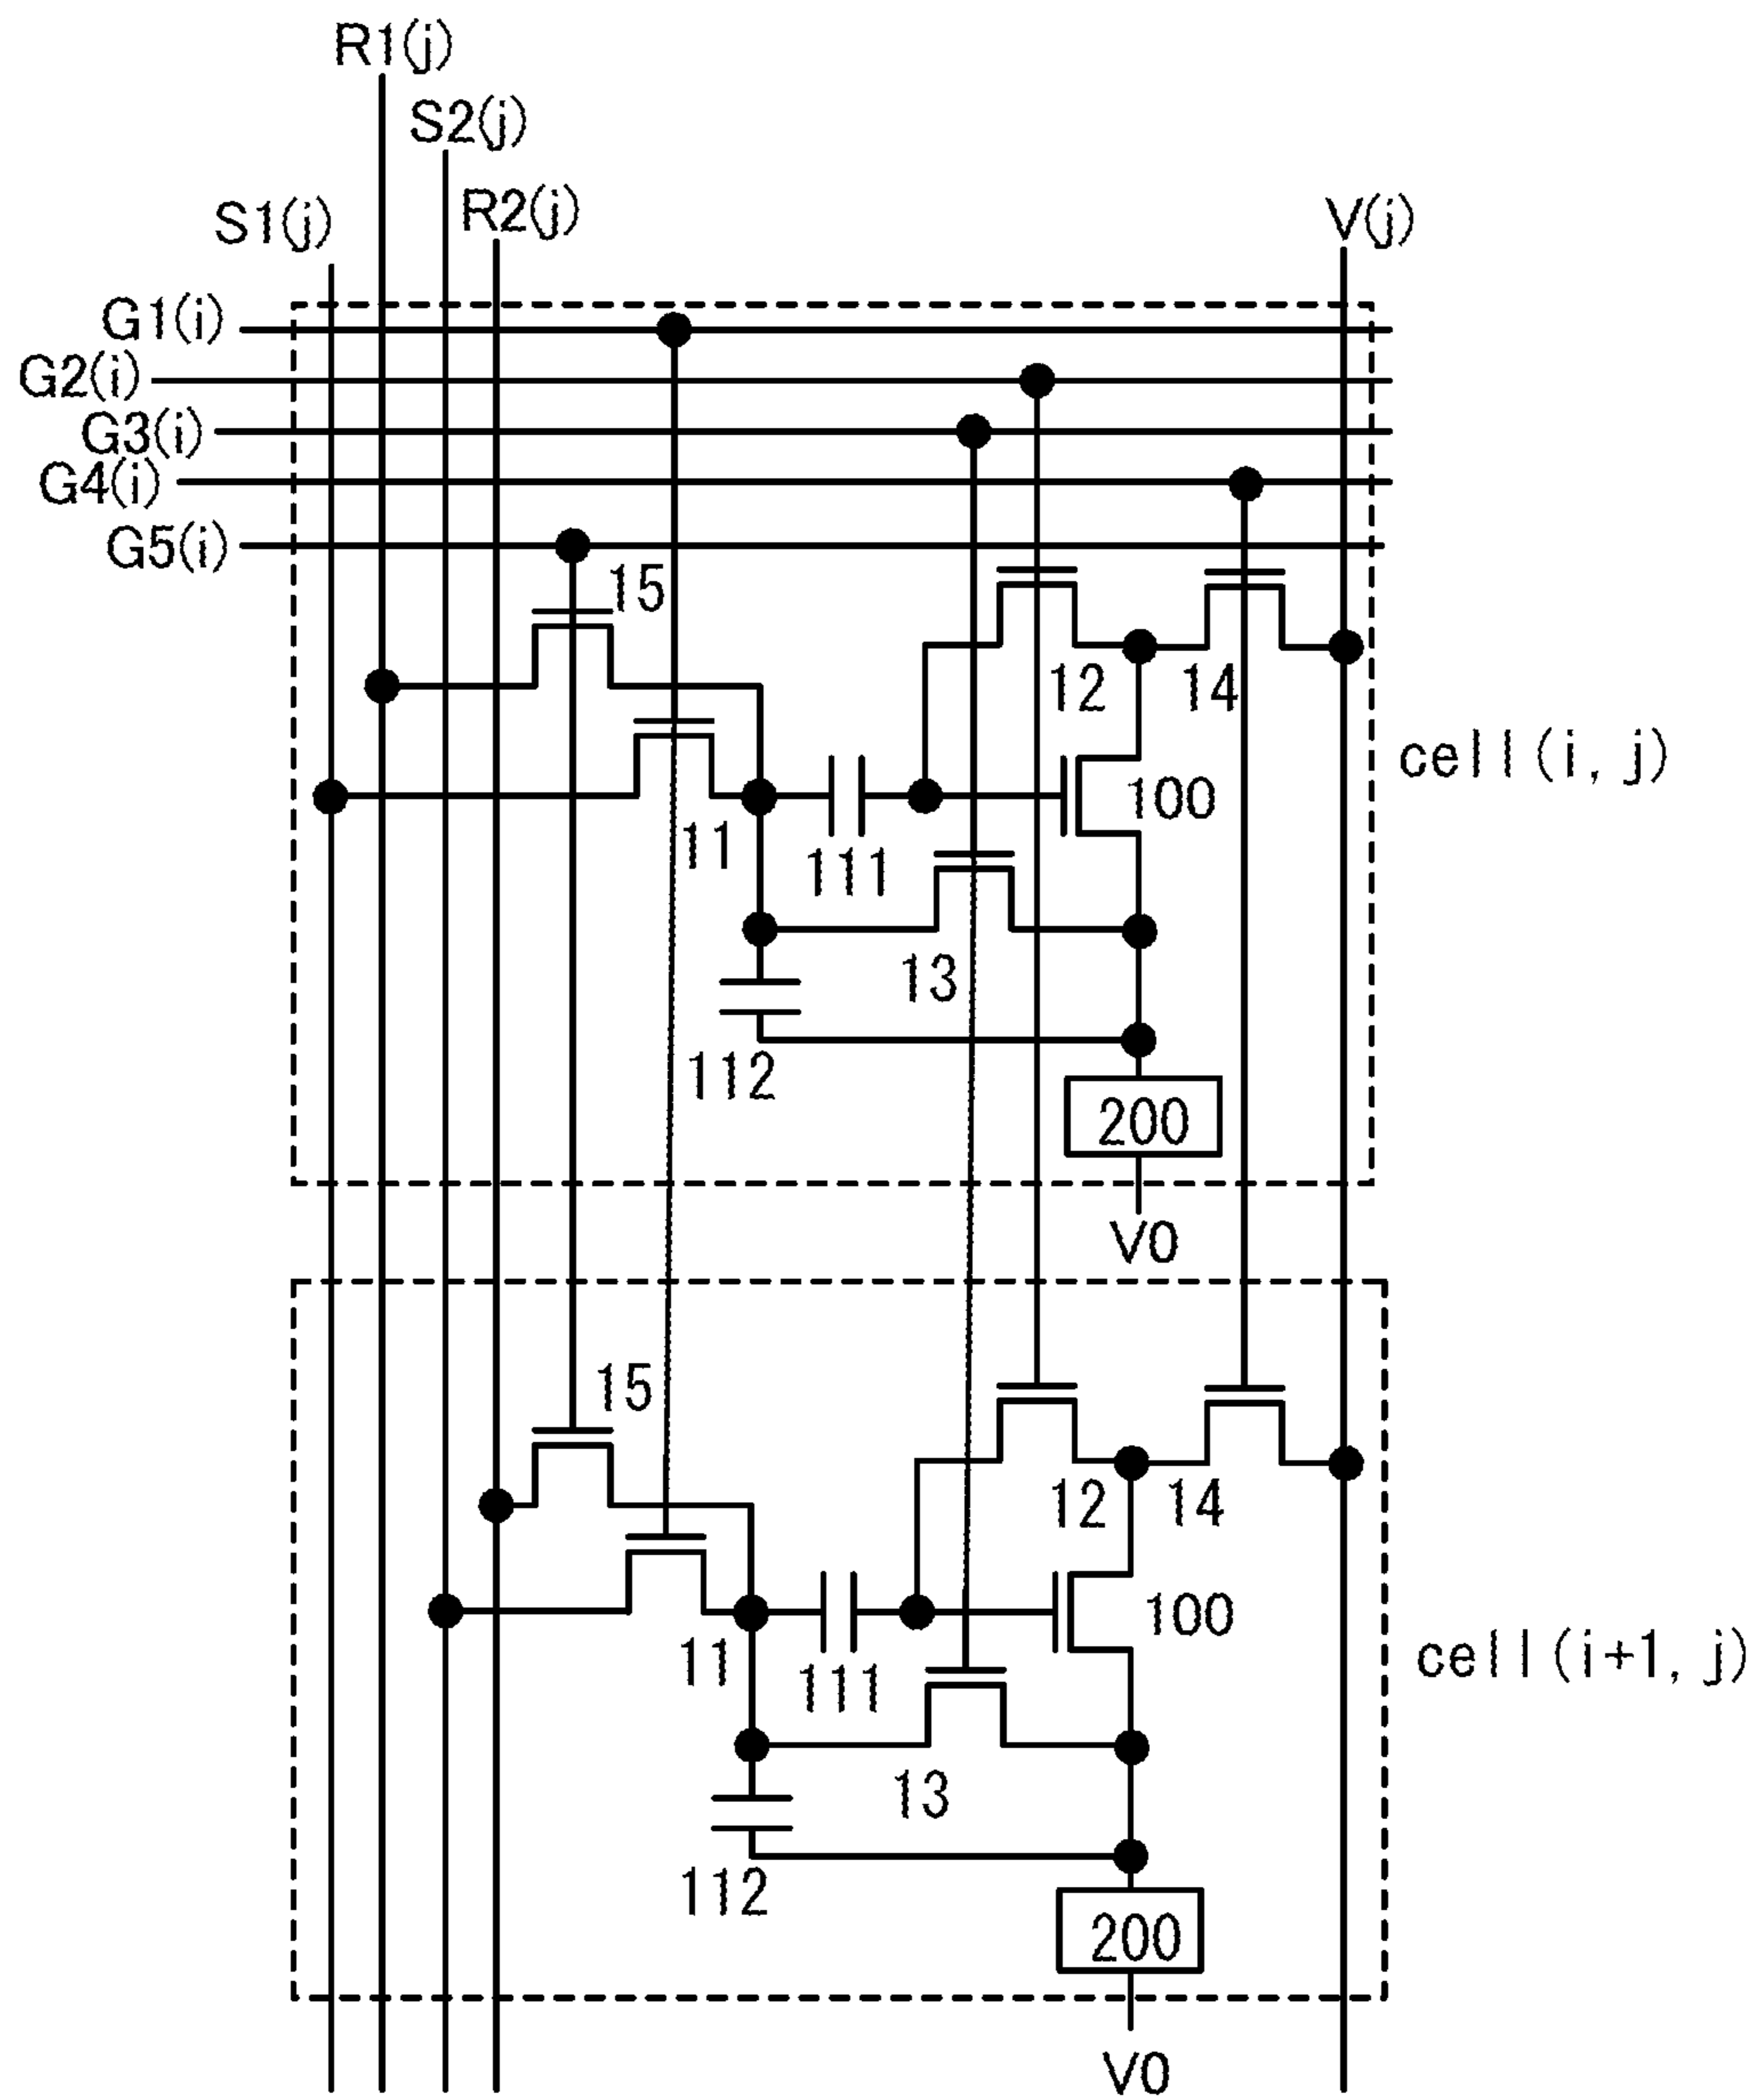 R1(j)
S2(j)
S1(j)
R2(j)
V(j)
G1(i)
G2(i)
G3(i)
G4(i)
G5(i)
15
12
14
cell(i, j)
100
11
111
13
112
200
V0
15
12
14
100
11
111
cell(i+1, j)
13
112
200
V0